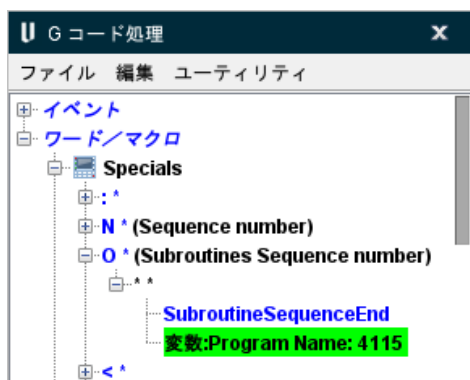 G コード処理
ファイル 編集 ユーティリティ
イベント
ワード／マクロ
Specials
: *
N * (Sequence number)
O * (Subroutines Sequence number)
* *
SubroutineSequenceEnd
変数:Program Name: 4115
< *